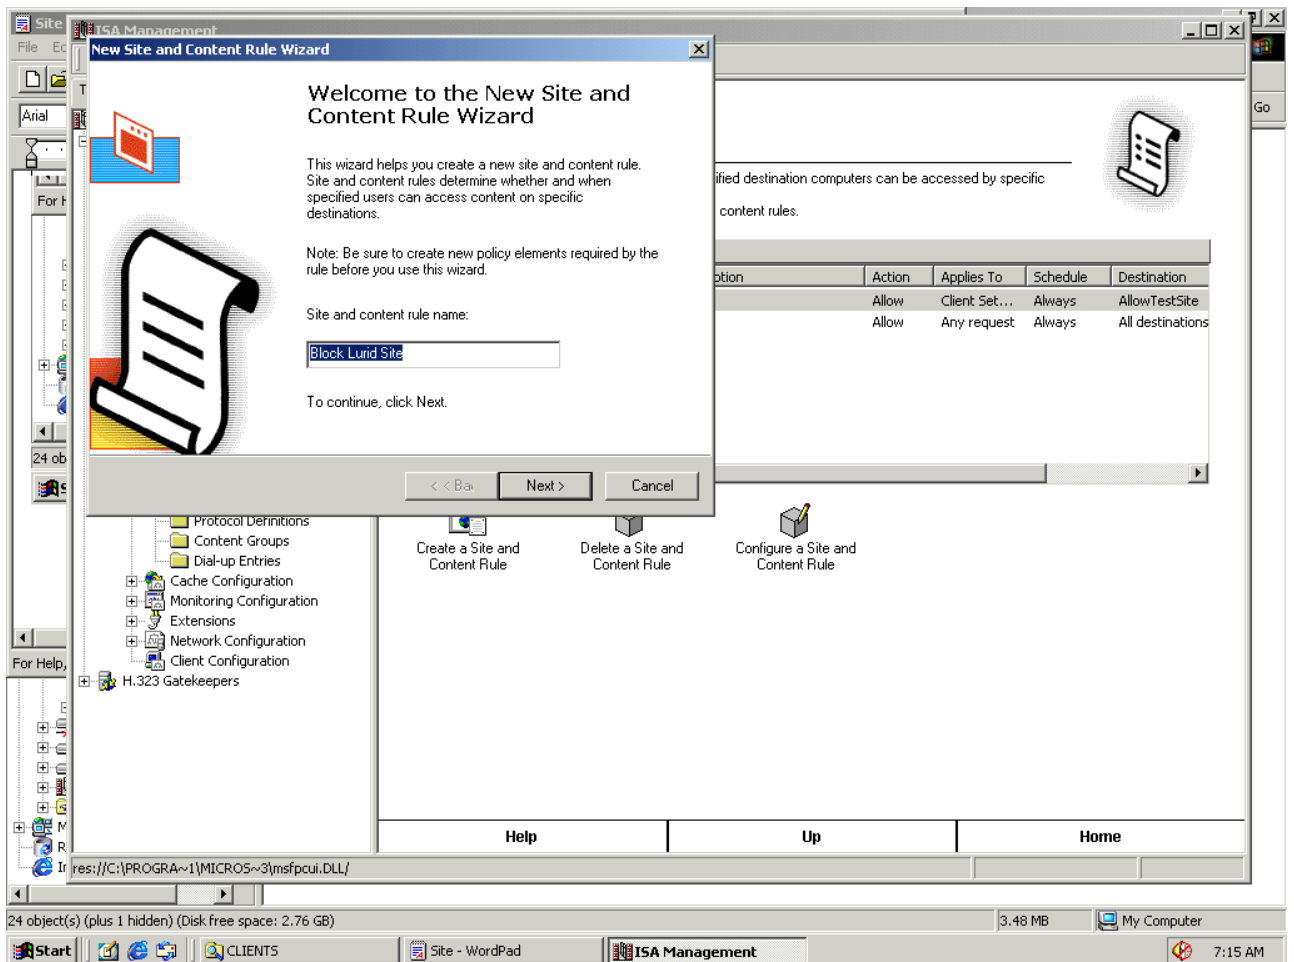 Site
ISA Management
File
New Site and Content Rule Wizard
Welcome to the New Site and
Content Rule Wizard
Arial
Go
This wizard helps you create a new site and content rule.
Site and content rules determine whether and when
specified users can access content on specific
destinations.
ified destination computers can be accessed by specific
content rules.
For H
Note: Be sure to create new policy elements required by the
rule before you use this wizard.
Action Applies To Schedule Destination
Allow Client Set... Always AllowTestSite
Allow Any request Always All destinations
Site and content rule name:
Block Lurid Site
To continue, click Next.
24 ob
Next >
Cancel
Protocol Definitions
Content Groups
Dial-up Entries
Cache Configuration
Monitoring Configuration
Extensions
Network Configuration
Client Configuration
H.323 Gatekeepers
Create a Site and
Content Rule
Delete a Site and
Content Rule
Configure a Site and
Content Rule
For Help,
Help Up Home
res://C:\PROGRA~1\MICROS~3\msfpcui.DLL/
24 object(s) (plus 1 hidden) (Disk free space: 2.76 GB) 3.48 MB My Computer
Start CLIENTS Site - WordPad ISA Management 7:15 AM